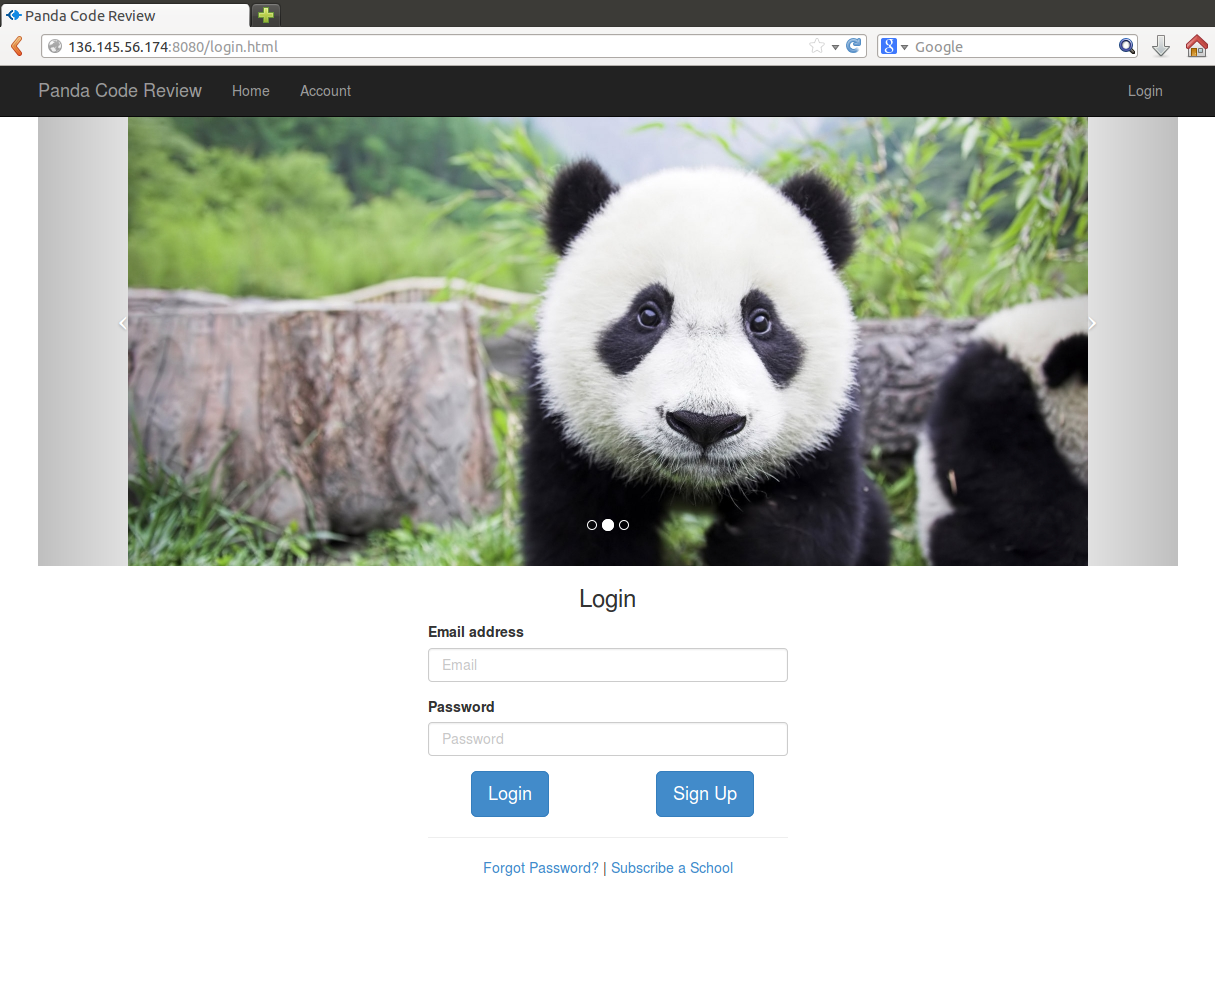 Panda Code Review
136.145.56.174:8080/login.html
Google
Panda Code Review Home Account Login
Login
Email address
Email
Password
Password
Login Sign Up
Forgot Password? | Subscribe a School